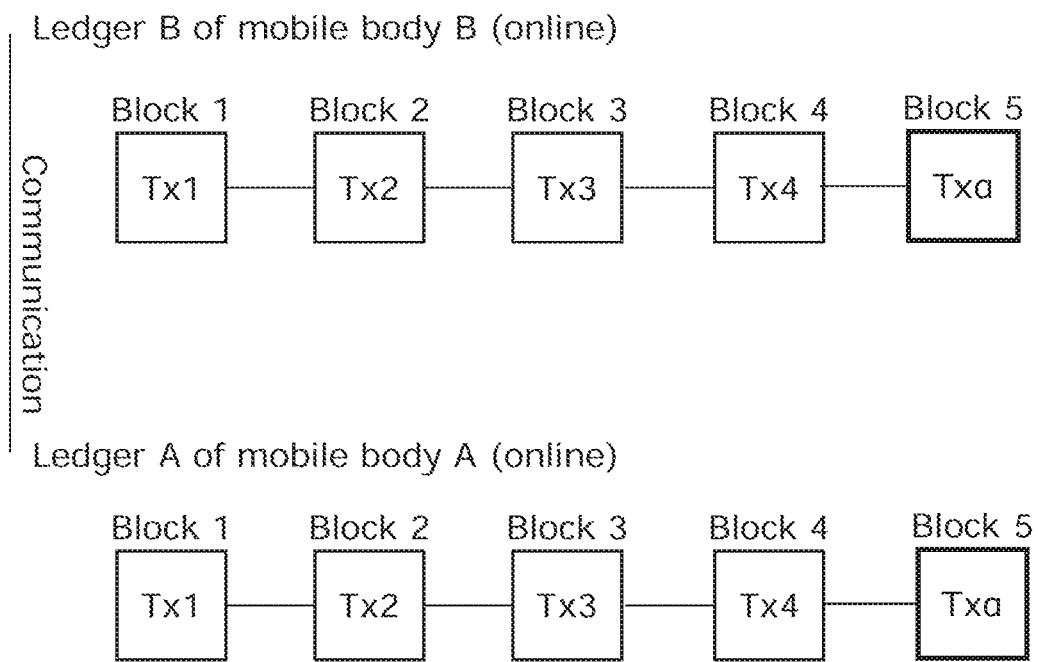 Ledger B of mobile body B (online)
Block 1 Block 2 Block 3 Block 4 Block 5
Tx1 Tx2 Tx3 Tx4 Txa
Communication
Ledger A of mobile body A (online)
Block 1 Block 2 Block 3 Block 4 Block 5
Tx1 Tx2 Tx3 Tx4 Txa